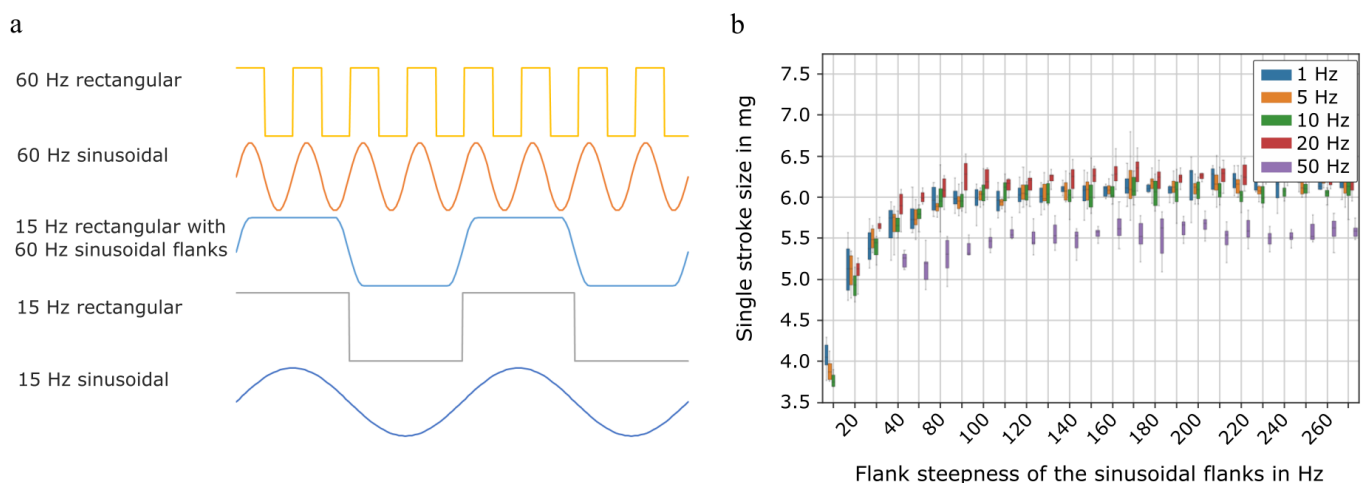 a
60 Hz rectangular
60 Hz sinusoidal
15 Hz rectangular with
60 Hz sinusoidal flanks
15 Hz rectangular
15 Hz sinusoidal
b
Single stroke size in mg
7.5
7.0
6.5
6.0
5.5
5.0
4.5
4.0
3.5
1 Hz
5 Hz
10 Hz
20 Hz
50 Hz
20
40
80
100
120
140
160
180
200
220
240
260
Flank steepness of the sinusoidal flanks in Hz